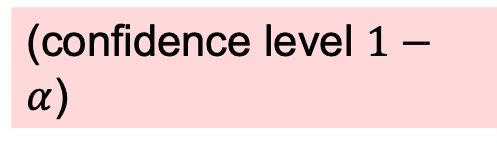 (confidence level 1 −
α)